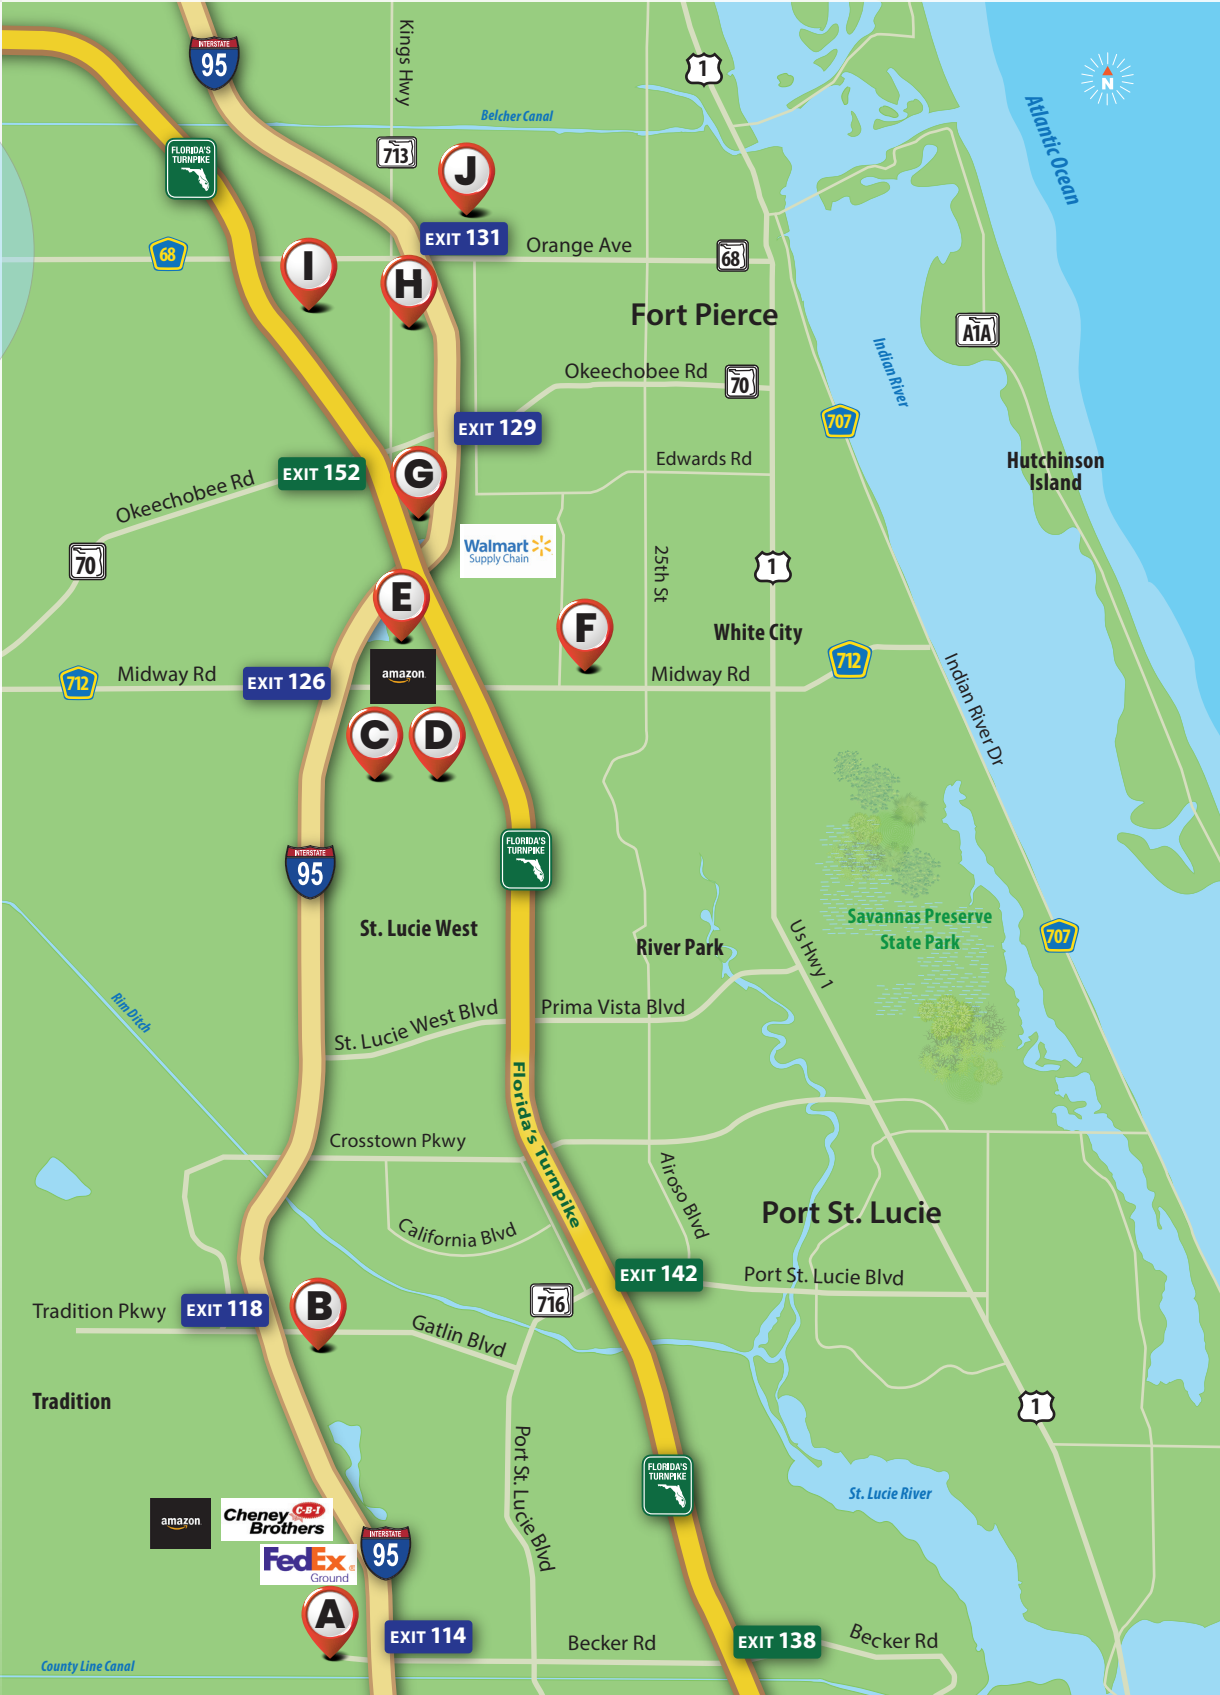 INTERSTATE
95
Kings Hwy
1
N
Atlantic Ocean
Belcher Canal
FLORIDA'S
TURNPIKE
713
J
EXIT 131
Orange Ave
68
68
I
H
Fort Pierce
A1A
Indian River
Okeechobee Rd
70
707
EXIT 129
Hutchinson
Island
EXIT 152
G
Edwards Rd
Okeechobee Rd
70
Walmart
Supply Chain
25th St
1
E
F
White City
712
Midway Rd
EXIT 126
amazon
Midway Rd
712
Indian River Dr
C
D
FLORIDA'S
TURNPIKE
INTERSTATE
95
St. Lucie West
River Park
Us Hwy 1
Savannas Preserve
State Park
707
Rim Ditch
St. Lucie West Blvd
Prima Vista Blvd
Florida's Turnpike
Crosstown Pkwy
Airoso Blvd
California Blvd
Port St. Lucie
EXIT 142
Port St. Lucie Blvd
716
Tradition Pkwy
EXIT 118
B
Gatlin Blvd
Tradition
1
Port St. Lucie Blvd
FLORIDA'S
TURNPIKE
St. Lucie River
amazon
Cheney
C-B-I
Brothers
FedEx
Ground
INTERSTATE
95
A
EXIT 114
Becker Rd
EXIT 138
Becker Rd
County Line Canal